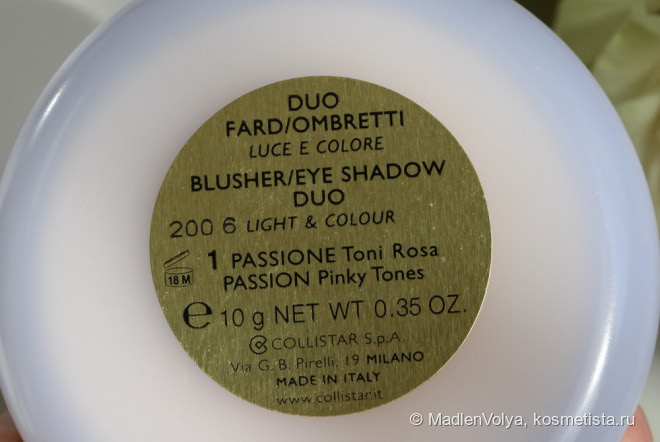 DUO
FARD/OMBRETTI
LUCE E COLORE
BLUSHER/EYE SHADOW
DUO
200 6 LIGHT & COLOUR
1 PASSIONE Toni Rosa
PASSION Pinky Tones
18 M
e 10 g NET WT 0.35 OZ.
COLLISTAR S.p.A.
Via G. B. Pirelli, 19 MILANO
MADE IN ITALY
www.collistar.it
© MadlenVolya, kosmetista.ru